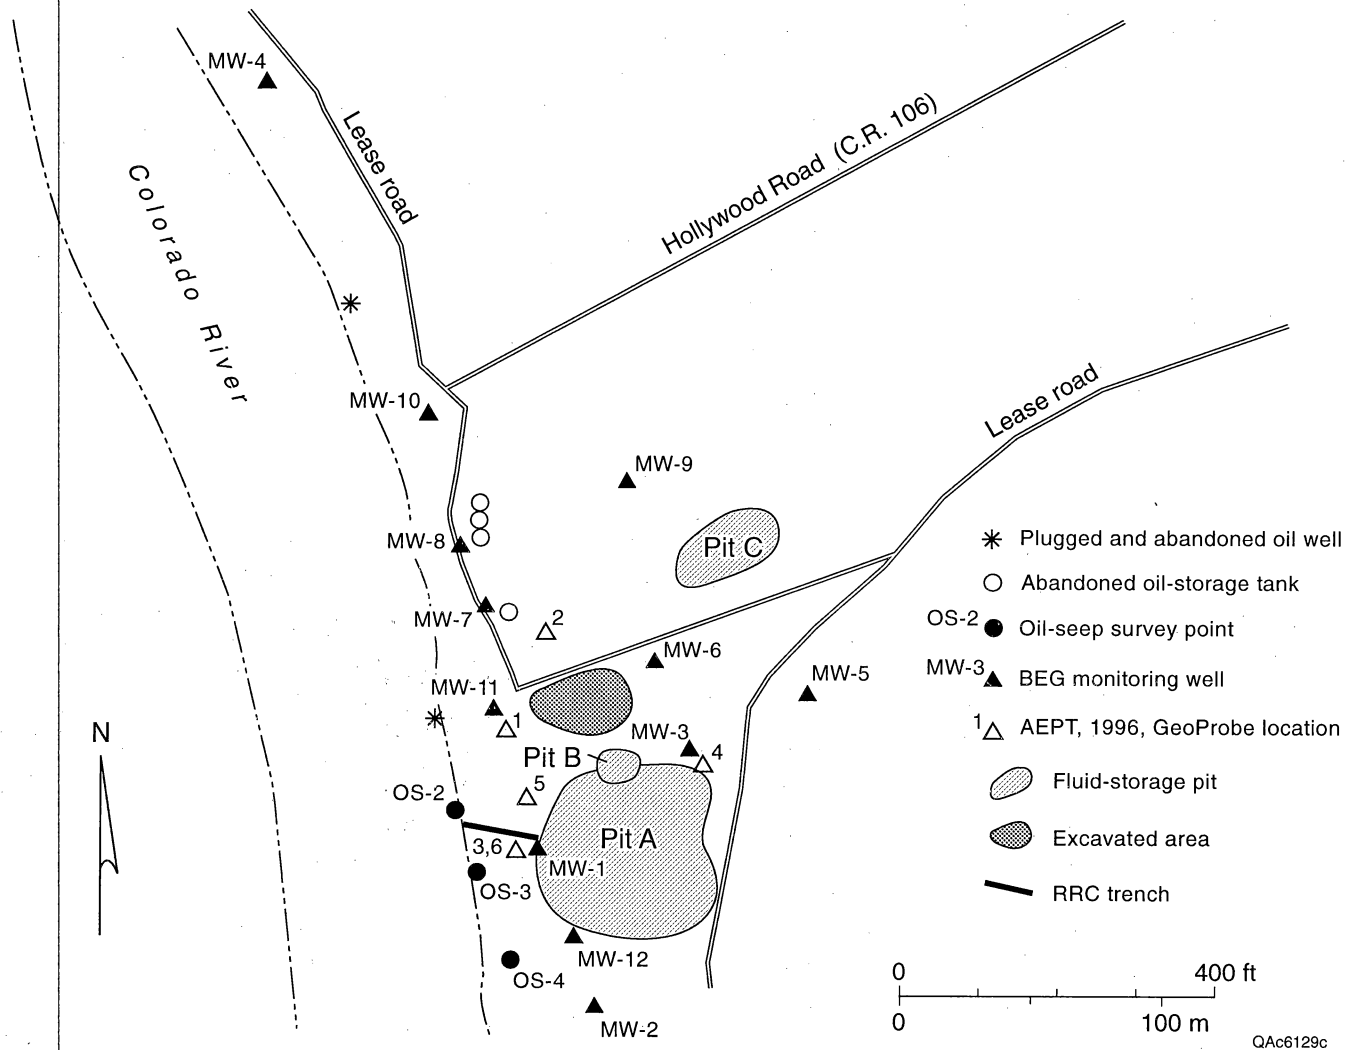 MW-4
Lease road
Hollywood Road (C.R. 106)
Colorado River
MW-10
Lease road
MW-9
MW-8
Pit C
MW-7
2
MW-6
MW-5
MW-11
1
MW-3
4
Pit B
5
OS-2
Pit A
3,6
MW-1
OS-3
MW-12
OS-4
MW-2
N
Plugged and abandoned oil well
Abandoned oil-storage tank
OS-2 Oil-seep survey point
MW-3 BEG monitoring well
1 AEPT, 1996, GeoProbe location
Fluid-storage pit
Excavated area
RRC trench
0 400 ft
0 100 m
QAc6129c